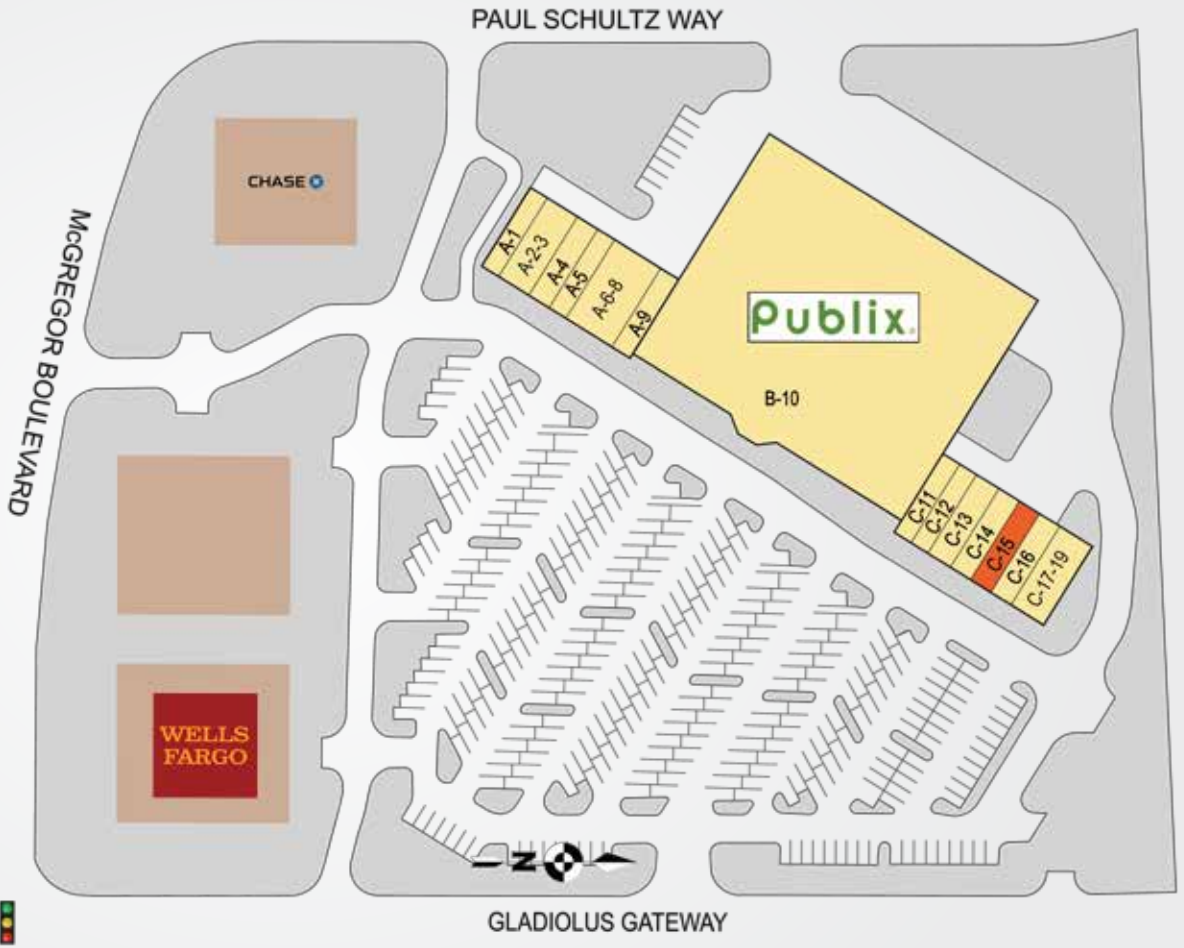 PAUL SCHULTZ WAY
CHASE
McGREGOR BOULEVARD
A-1
A-2-3
A-4
A-5
A-6-8
A-9
Publix.
B-10
C-11
C-12
C-13
C-14
C-15
C-16
C-17-19
WELLS
FARGO
N
GLADIOLUS GATEWAY